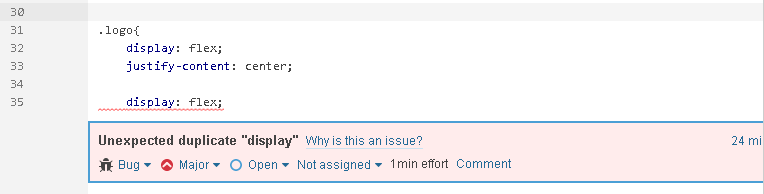 30
31 .logo{
32 display: flex;
33 justify-content: center;
34
35 display: flex;
Unexpected duplicate "display" Why is this an issue? 24 mi
Bug Major Open Not assigned 1min effort Comment